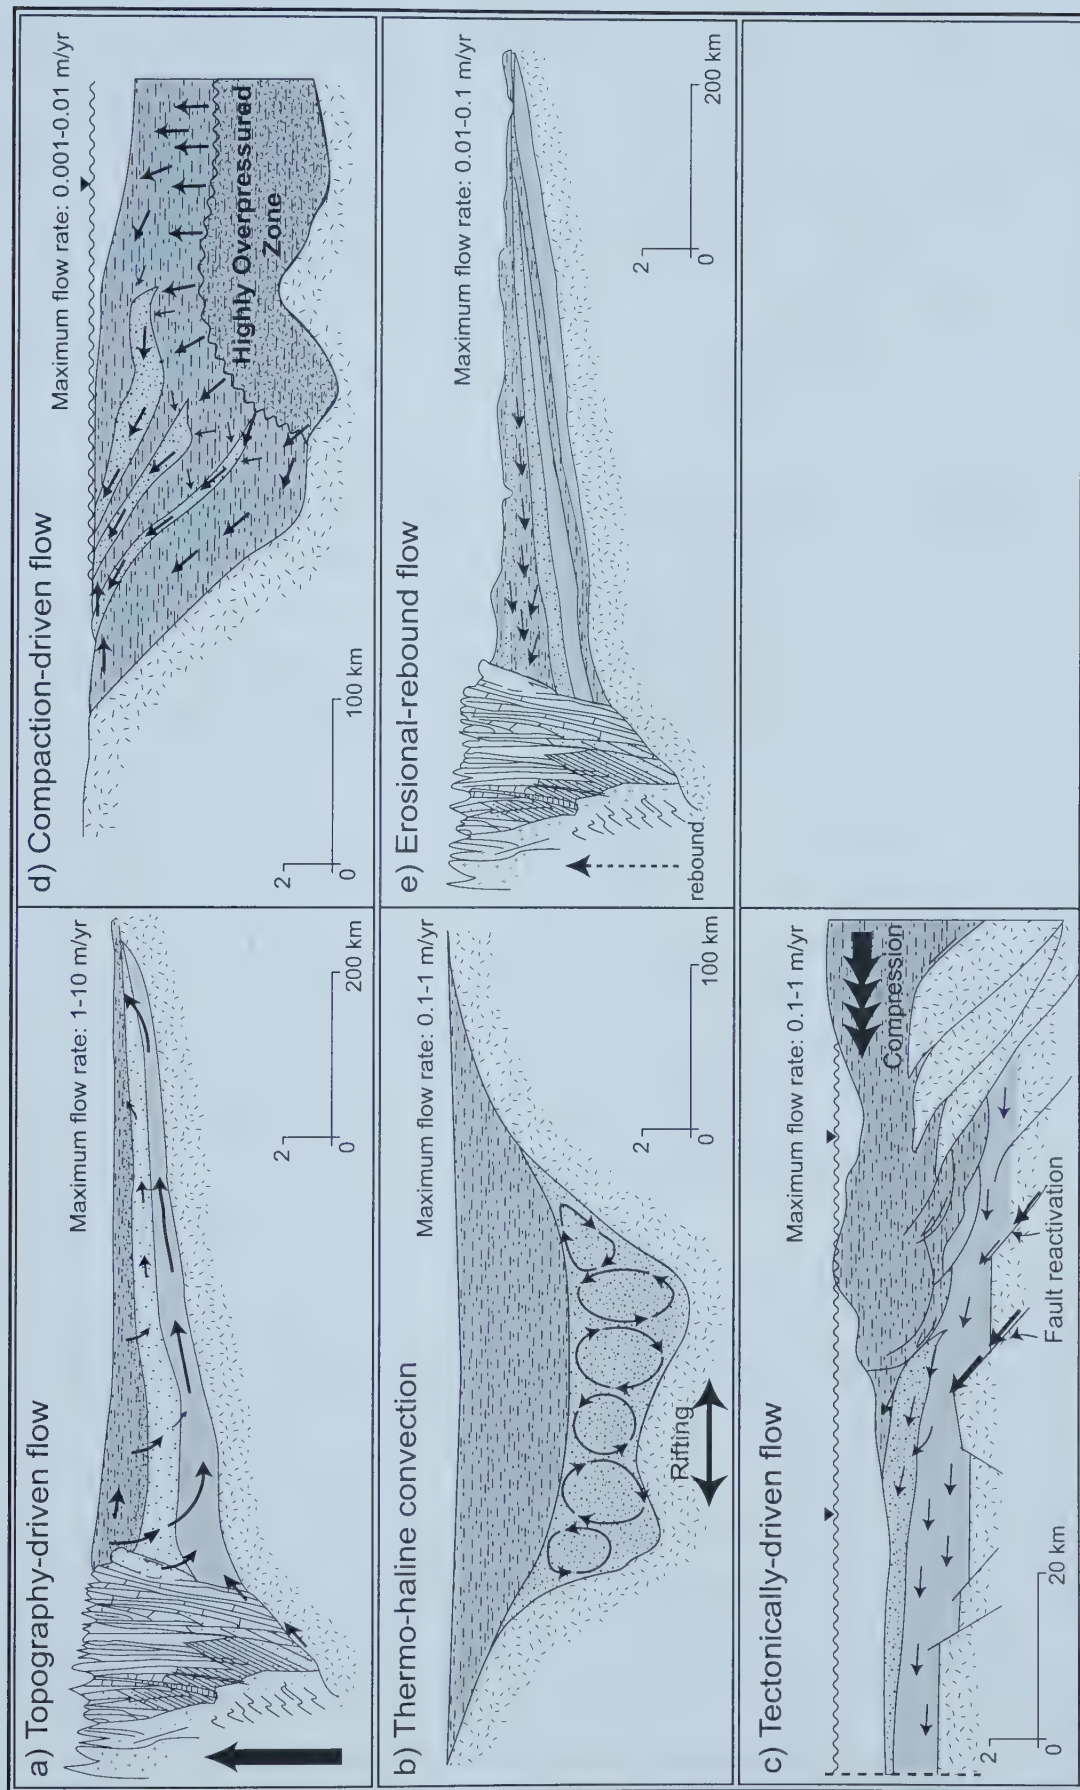 a) Topography-driven flow
Maximum flow rate: 1-10 m/yr
2
0
200 km
b) Thermo-haline convection
Maximum flow rate: 0.1-1 m/yr
2
0
100 km
Rifting
c) Tectonically-driven flow
Maximum flow rate: 0.1-1 m/yr
Compression
Fault reactivation
2
0
20 km
d) Compaction-driven flow
Maximum flow rate: 0.001-0.01 m/yr
Highly Overpressured
Zone
2
0
100 km
e) Erosional-rebound flow
Maximum flow rate: 0.01-0.1 m/yr
rebound
2
0
200 km